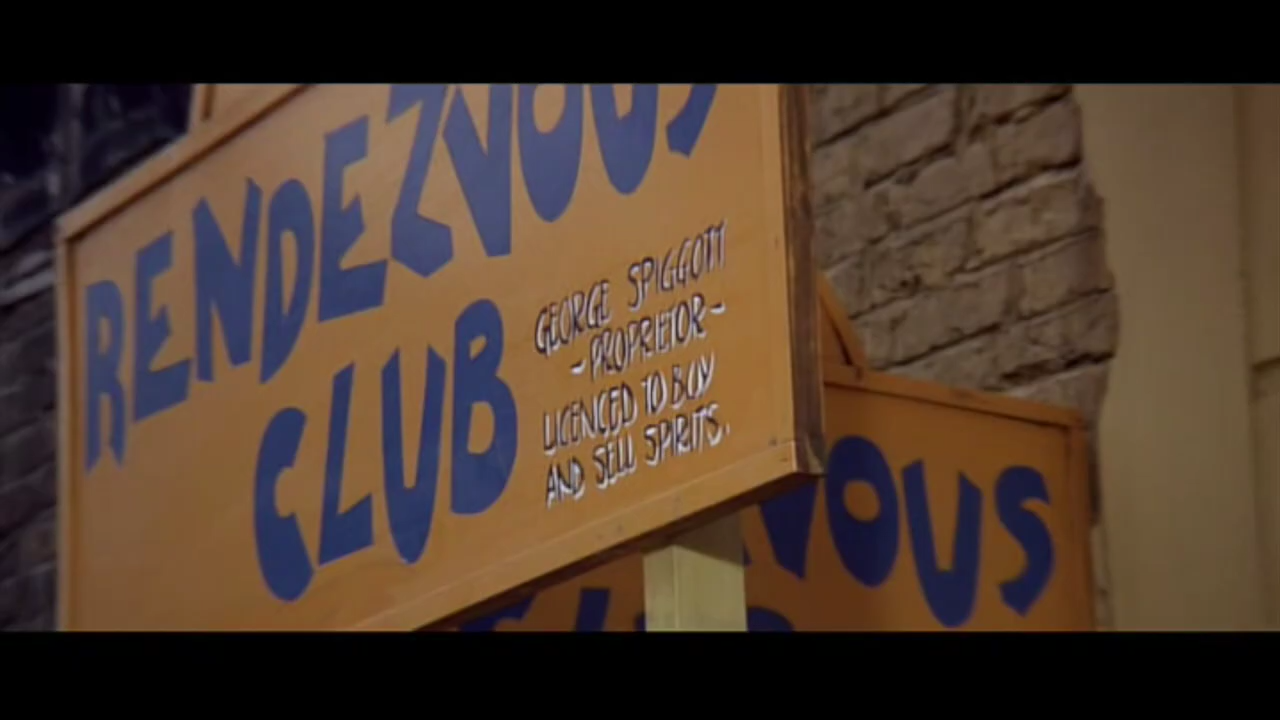 RENDEZVOUS
CLUB
GEORGE SPIGGOTT
- PROPRIETOR -
LICENCED TO BUY
AND SELL SPIRITS.
VOUS